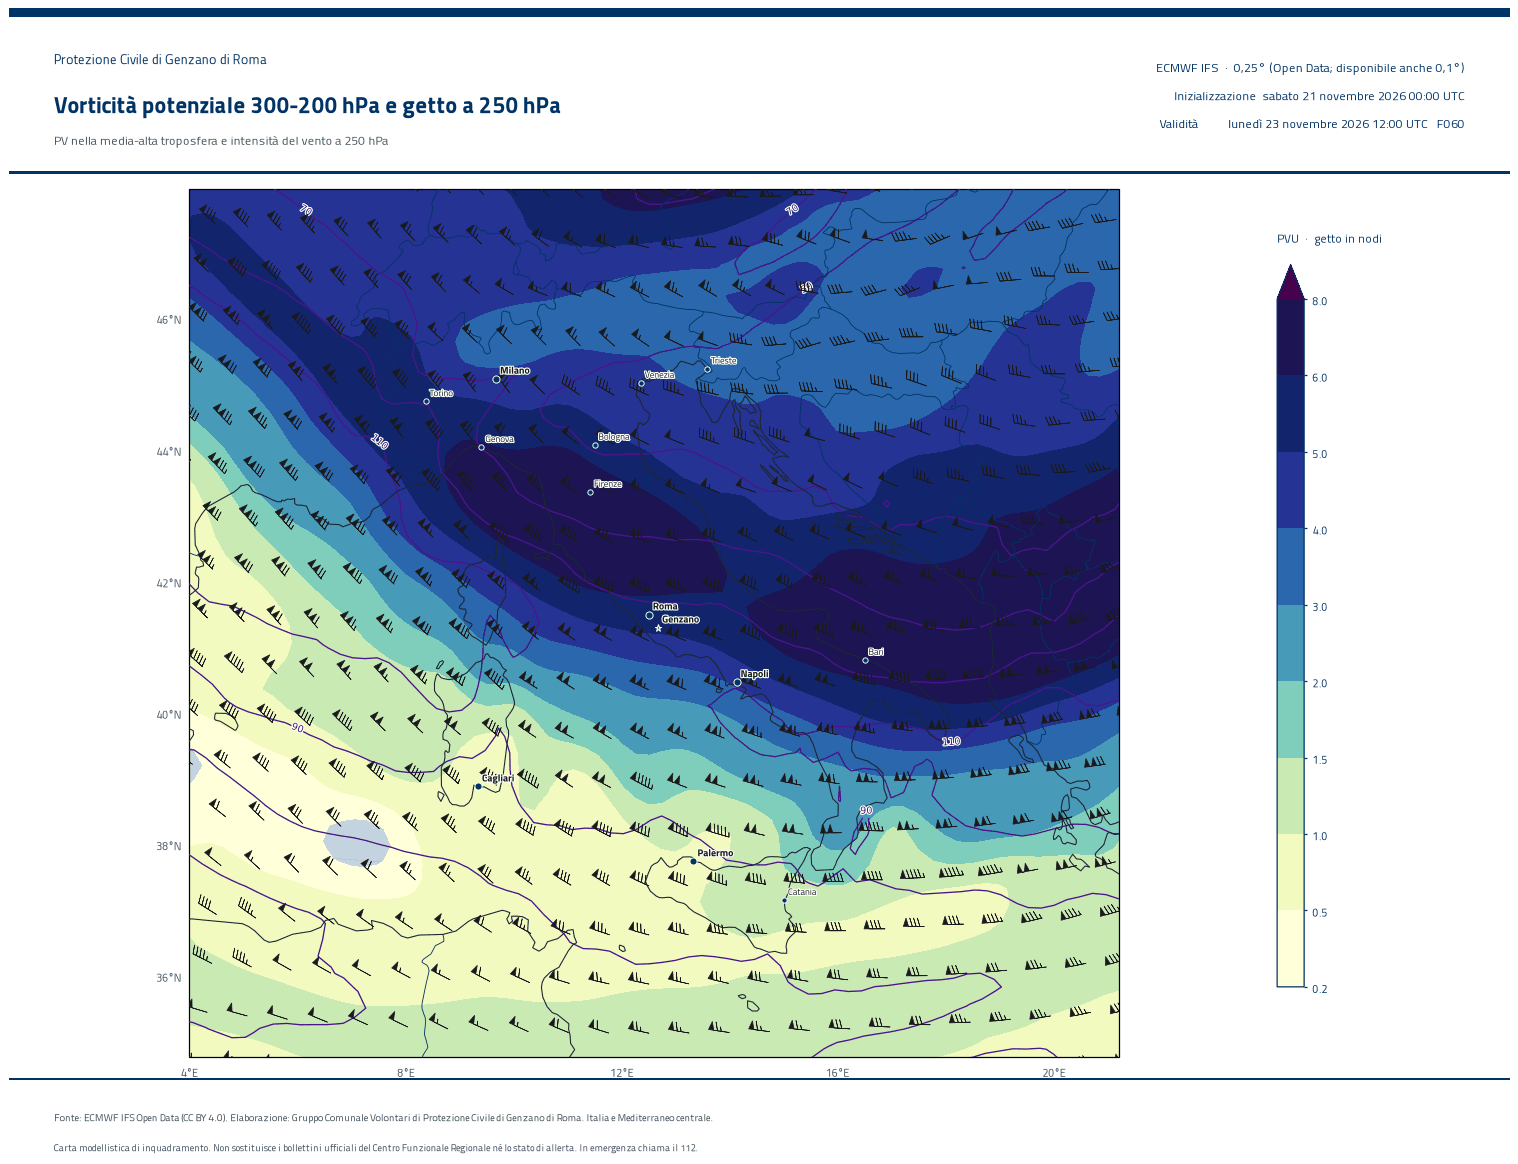 Protezione Civile di Genzano di Roma
Vorticità potenziale 300-200 hPa e getto a 250 hPa
PV nella media-alta troposfera e intensità del vento a 250 hPa
ECMWF IFS · 0,25° (Open Data; disponibile anche 0,1°)
Inizializzazione sabato 21 novembre 2026 00:00 UTC
Validità lunedì 23 novembre 2026 12:00 UTC F060
PVU · getto in nodi
8.0
6.0
5.0
4.0
3.0
2.0
1.5
1.0
0.5
0.2
70
70
110
90
110
90
46°N
44°N
42°N
40°N
38°N
36°N
4°E
8°E
12°E
16°E
20°E
Milano
Torino
Venezia
Trieste
Genova
Bologna
Firenze
Roma
Genzano
Napoli
Bari
Cagliari
Palermo
Catania
Fonte: ECMWF IFS Open Data (CC BY 4.0). Elaborazione: Gruppo Comunale Volontari di Protezione Civile di Genzano di Roma. Italia e Mediterraneo centrale.
Carta modellistica di inquadramento. Non sostituisce i bollettini ufficiali del Centro Funzionale Regionale né lo stato di allerta. In emergenza chiama il 112.